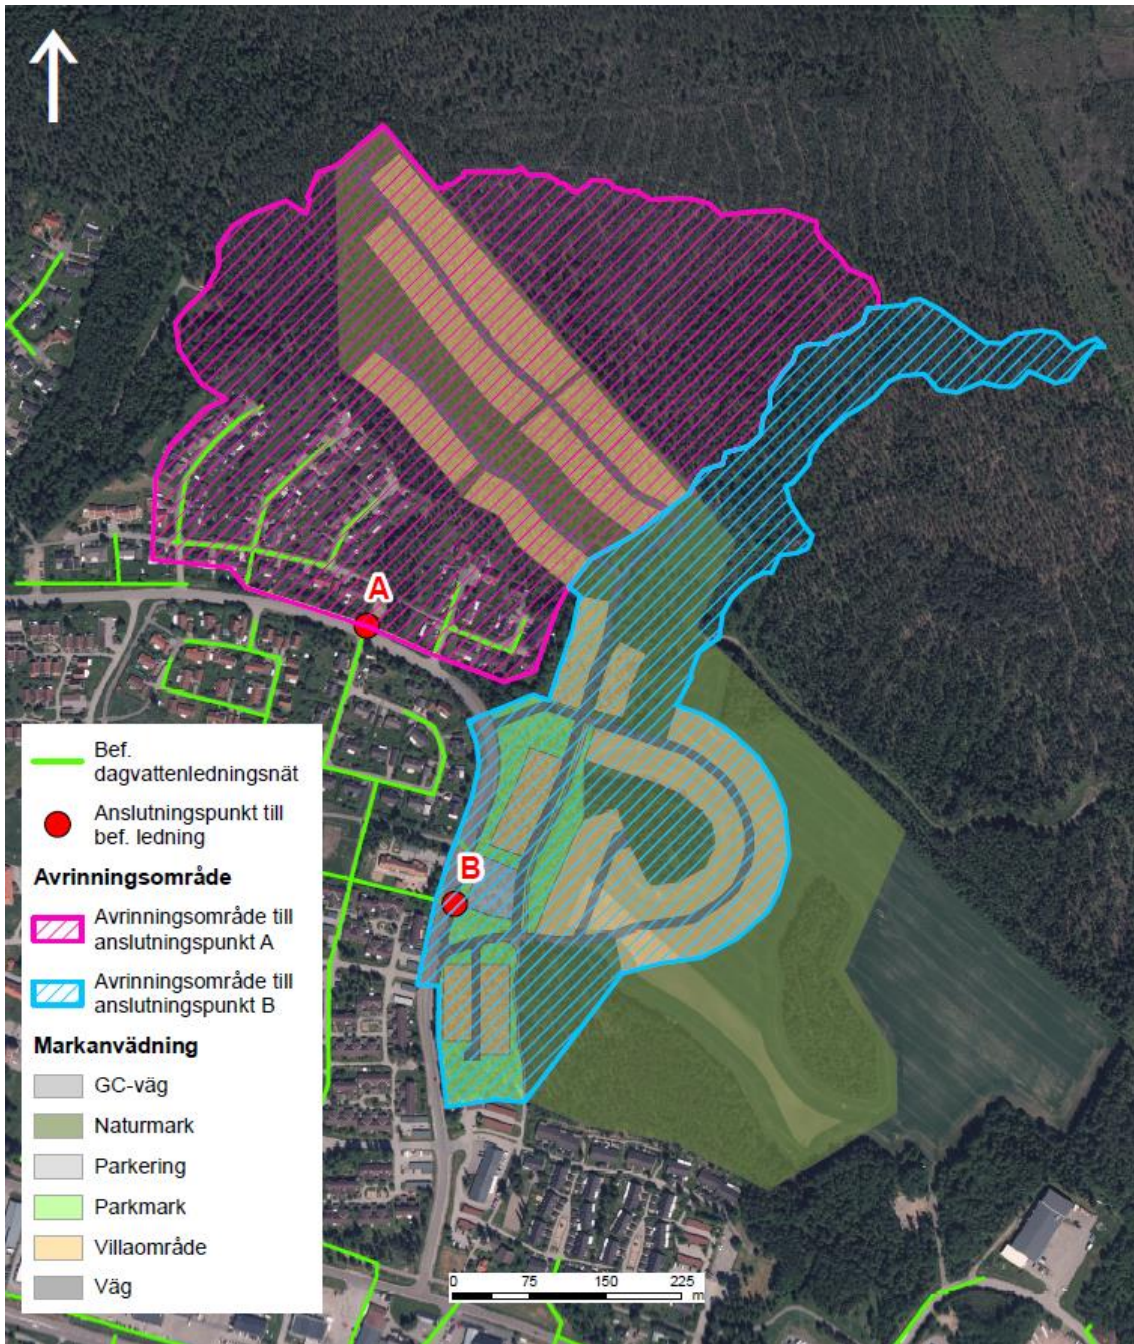 A
B
Bef.
dagvattenledningsnät
Anslutningspunkt till
bef. ledning
Avrinningsområde
Avrinningsområde till
anslutningspunkt A
Avrinningsområde till
anslutningspunkt B
Markanvädning
GC-väg
Naturmark
Parkering
Parkmark
Villaområde
Väg
0 75 150 225
m